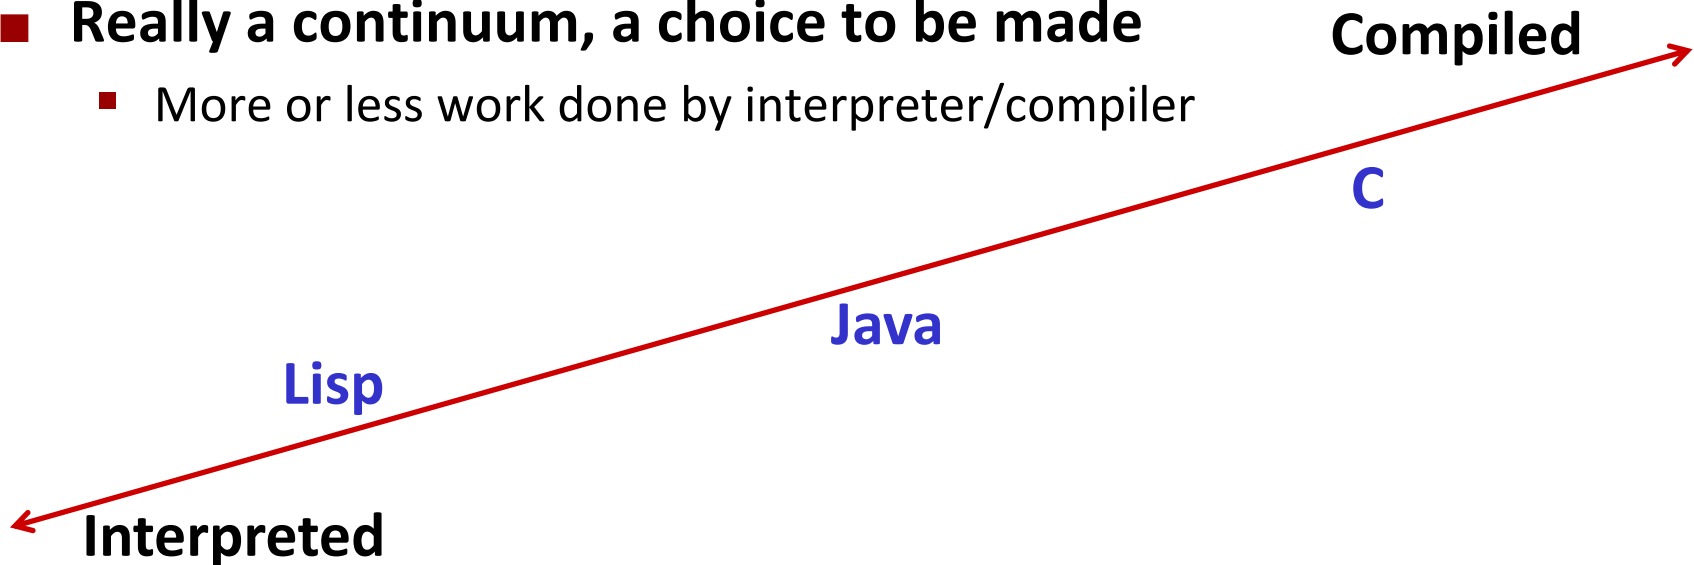 Really a continuum, a choice to be made
Compiled
More or less work done by interpreter/compiler
C
Java
Lisp
Interpreted